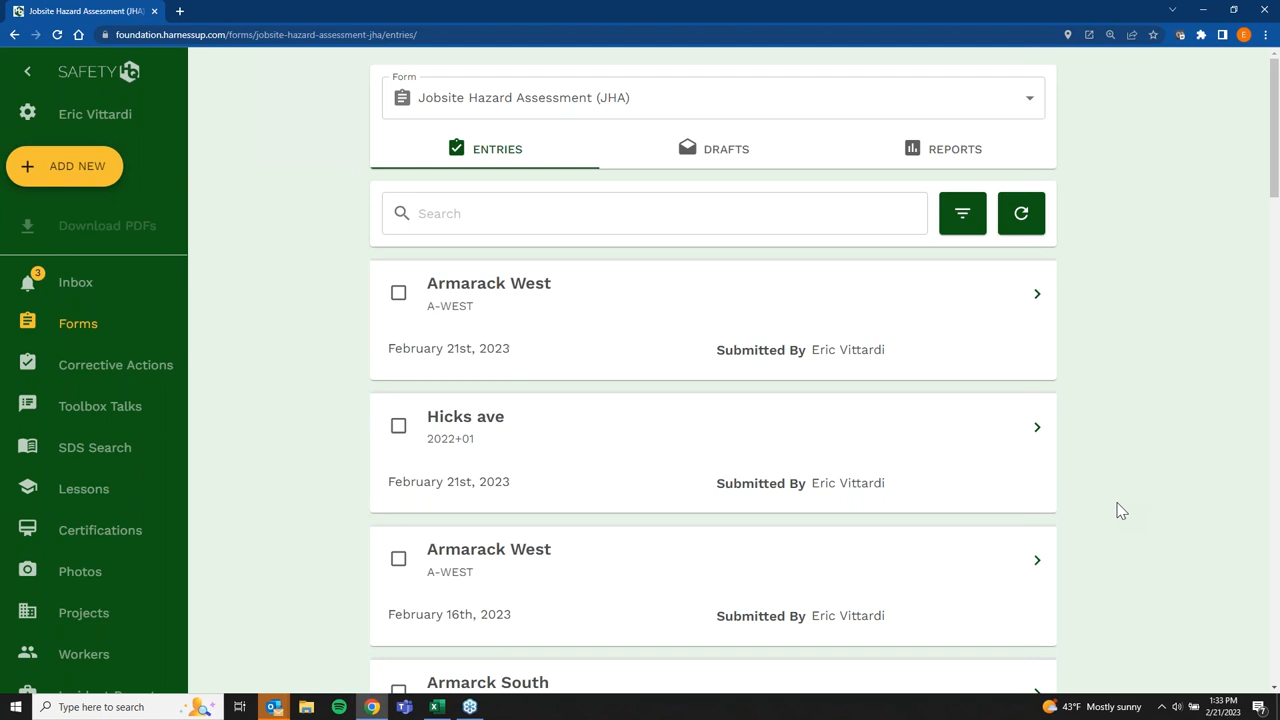 Jobsite Hazard Assessment (JHA)
foundation.harnessup.com/forms/jobsite-hazard-assessment-jha/entries/
E
SAFETY HQ
Eric Vittardi
ADD NEW
Download PDFs
3
Inbox
Forms
Corrective Actions
Toolbox Talks
SDS Search
Lessons
Certifications
Photos
Projects
Workers
Form
Jobsite Hazard Assessment (JHA)
ENTRIES
DRAFTS
REPORTS
Search
Armarack West
A-WEST
February 21st, 2023
Submitted By Eric Vittardi
Hicks ave
2022+01
February 21st, 2023
Submitted By Eric Vittardi
Armarack West
A-WEST
February 16th, 2023
Submitted By Eric Vittardi
Armarck South
Type here to search
43°F Mostly sunny
1:33 PM
2/21/2023